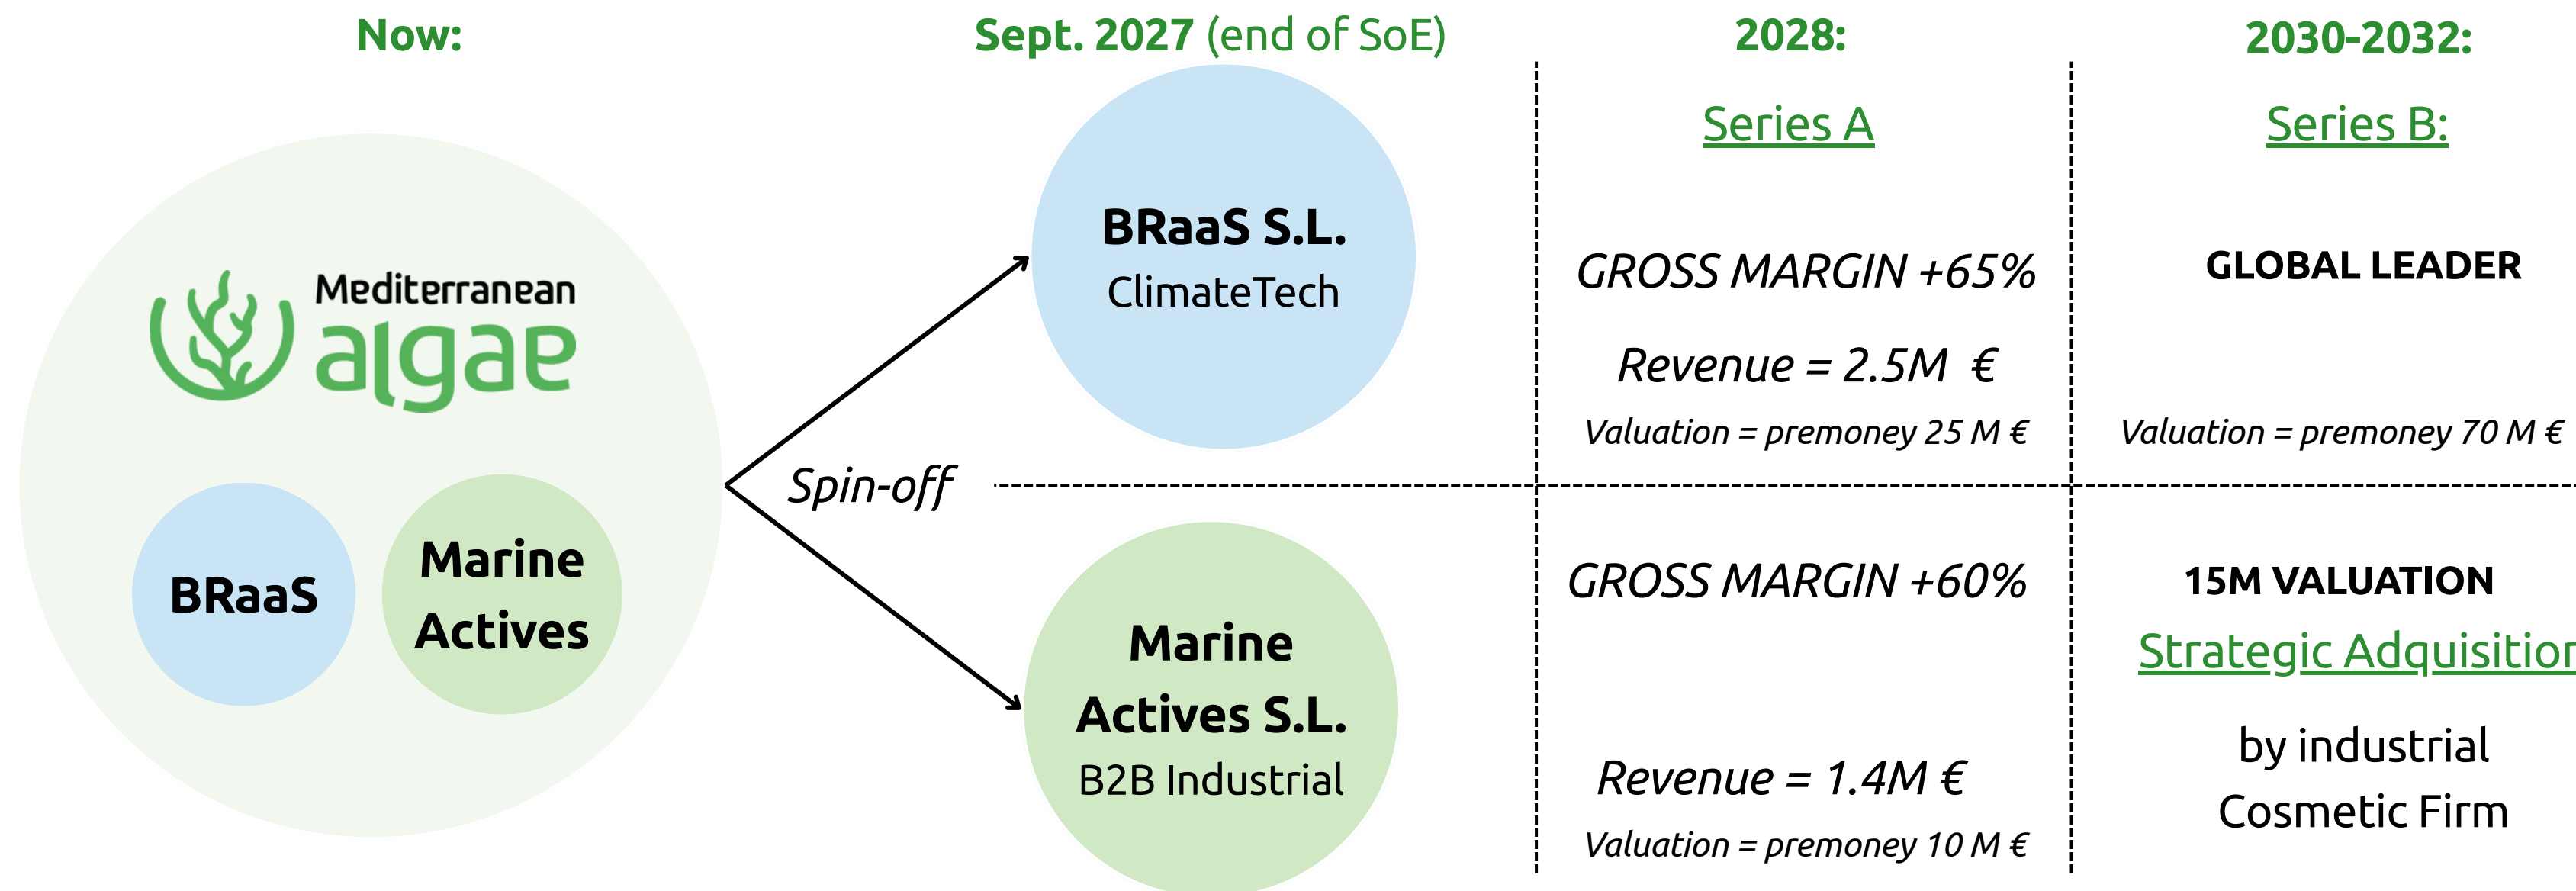 Now:
Mediterranean
algae
BRaaS
Marine
Actives
Spin-off
Sept. 2027 (end of SoE)
BRaaS S.L.
ClimateTech
Marine
Actives S.L.
B2B Industrial
2028:
Series A
GROSS MARGIN +65%
Revenue = 2.5M €
Valuation = premoney 25 M €
GROSS MARGIN +60%
Revenue = 1.4M €
Valuation = premoney 10 M €
2030-2032:
Series B:
GLOBAL LEADER
Valuation = premoney 70 M €
15M VALUATION
Strategic Adquisition
by industrial
Cosmetic Firm